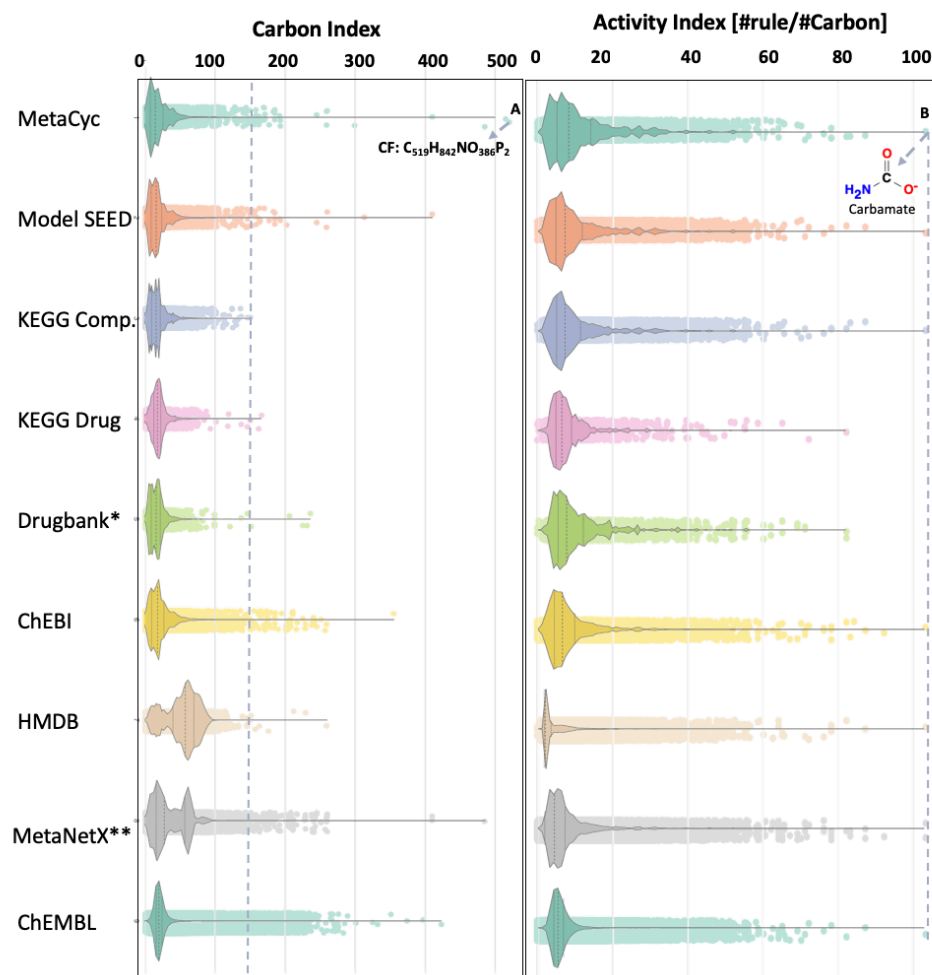 Carbon Index
Activity Index [#rule/#Carbon]
0 100 200 300 400 500
0 20 40 60 80 100
MetaCyc
A
CF: C₅₁₉H₈₄₂NO₃₈₆P₂
B
O
C
H₂N
O⁻
Carbamate
Model SEED
KEGG Comp.
KEGG Drug
Drugbank*
ChEBI
HMDB
MetaNetX**
ChEMBL